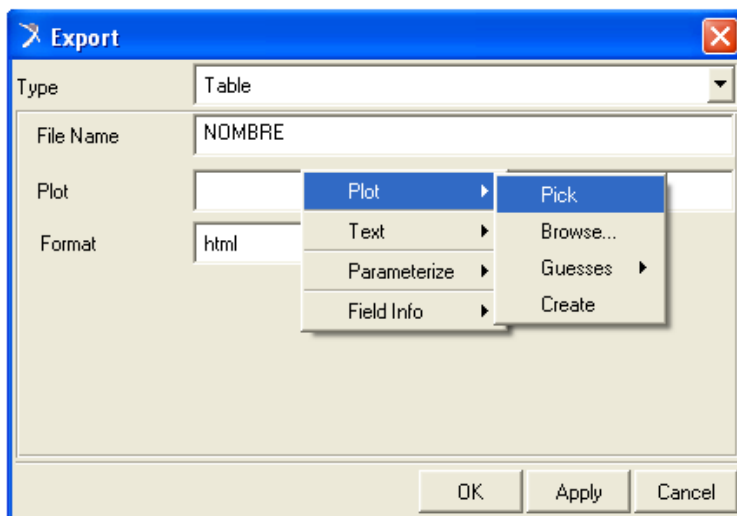 Export
Type Table
File Name NOMBRE
Plot Plot Pick
Text Browse...
Format html Parameterize Guesses
Field Info Create
OK Apply Cancel